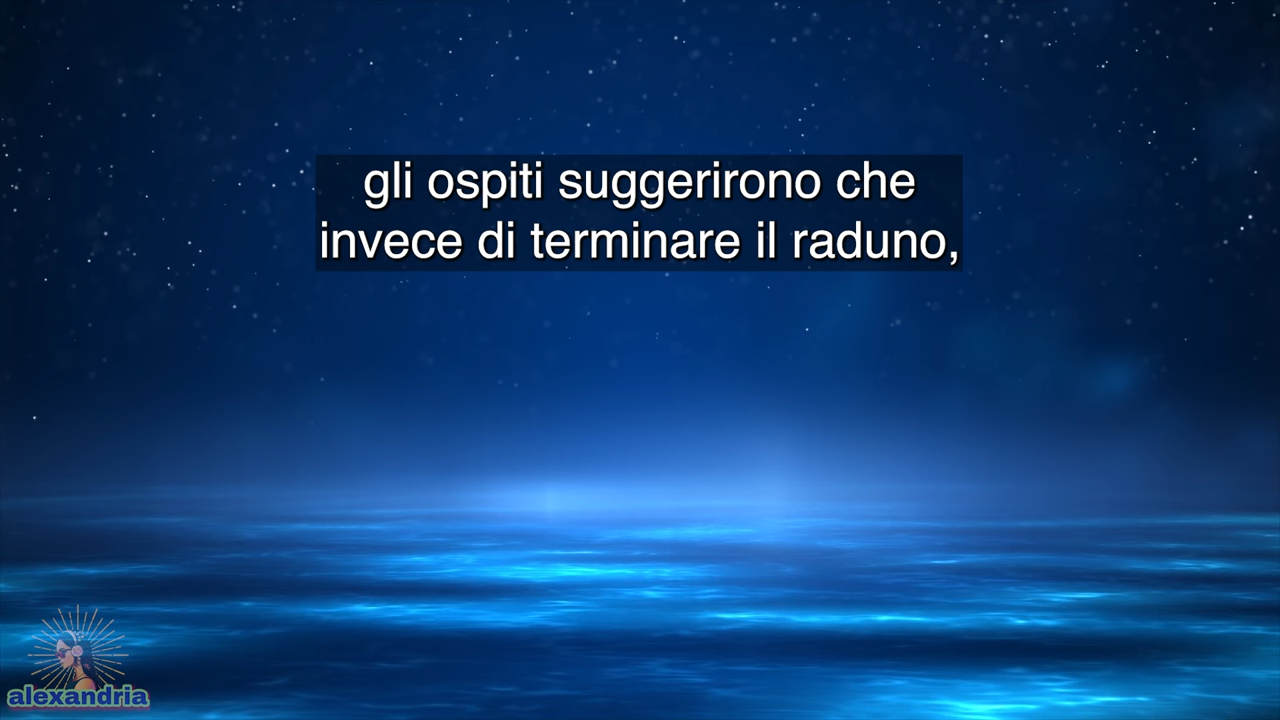 gli ospiti suggerirono che
invece di terminare il raduno,
alexandria